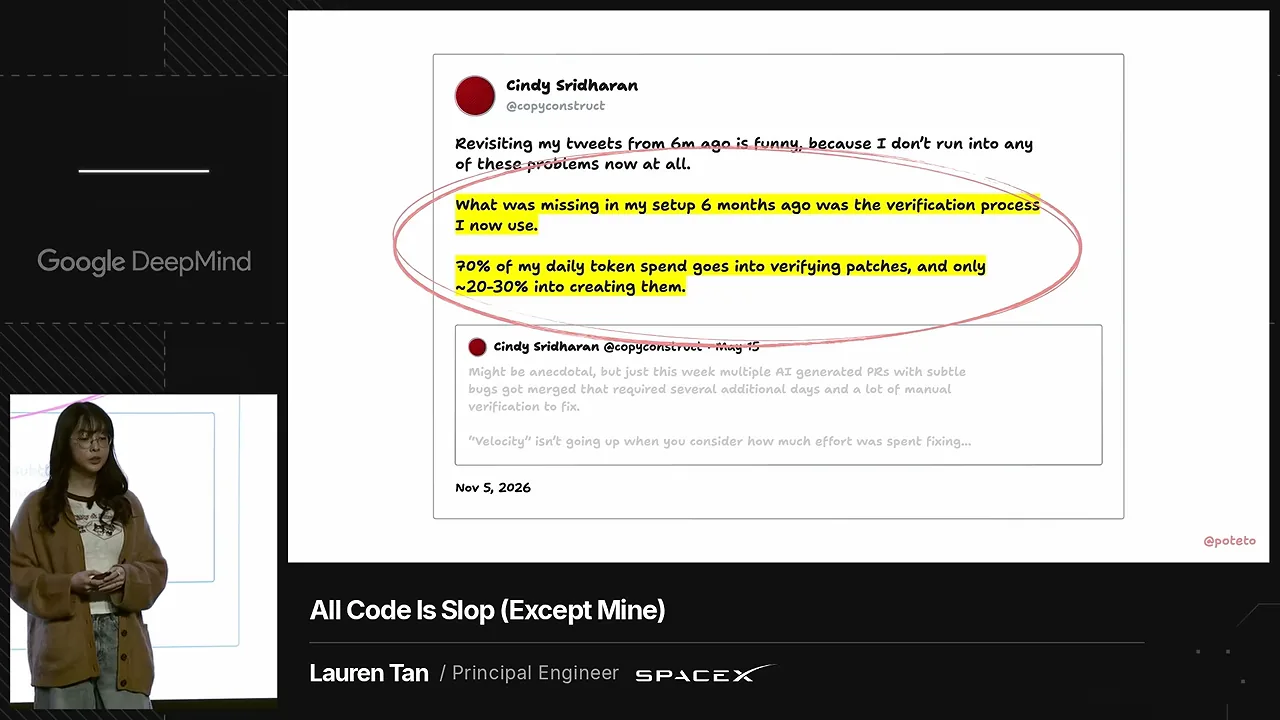 Cindy Sridharan
@copyconstruct
Revisiting my tweets from 6m ago is funny, because I don't run into any
of these problems now at all.
What was missing in my setup 6 months ago was the verification process
I now use.
70% of my daily token spend goes into verifying patches, and only
~20-30% into creating them.
Cindy Sridharan @copyconstruct · May 15
Might be anecdotal, but just this week multiple AI generated PRs with subtle
bugs got merged that required several additional days and a lot of manual
verification to fix.
"Velocity" isn't going up when you consider how much effort was spent fixing...
Nov 5, 2026
@poteto
Google DeepMind
All Code Is Slop (Except Mine)
Lauren Tan / Principal Engineer SPACEX